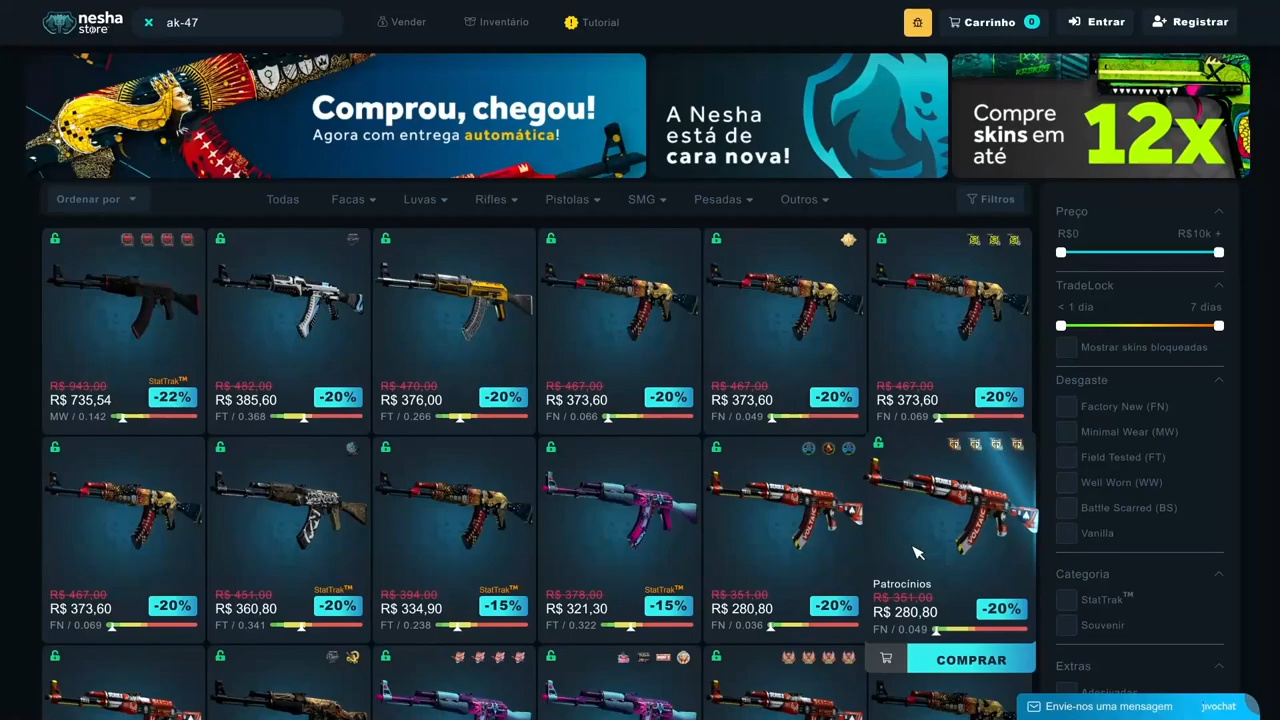 nesha
store
ak-47
Vender
Inventário
Tutorial
Carrinho
0
Entrar
Registrar
Comprou, chegou!
Agora com entrega automática!
A Nesha
está de
cara nova!
Compre
skins em
até
12x
Ordenar por
Todas
Facas
Luvas
Rifles
Pistolas
SMG
Pesadas
Outros
Filtros
R$ 943,00
StatTrak™
R$ 735,54
-22%
MW / 0.142
R$ 482,00
R$ 385,60
-20%
FT / 0.368
R$ 470,00
R$ 376,00
-20%
FT / 0.266
R$ 467,00
R$ 373,60
-20%
FN / 0.066
R$ 467,00
R$ 373,60
-20%
FN / 0.049
R$ 467,00
R$ 373,60
-20%
FN / 0.069
R$ 467,00
R$ 373,60
-20%
FN / 0.069
R$ 451,00
StatTrak™
R$ 360,80
-20%
FT / 0.341
R$ 394,00
StatTrak™
R$ 334,90
-15%
FT / 0.238
R$ 378,00
StatTrak™
R$ 321,30
-15%
FT / 0.322
R$ 351,00
R$ 280,80
-20%
FN / 0.036
Patrocínios
R$ 351,00
R$ 280,80
-20%
FN / 0.049
COMPRAR
Preço
R$0
R$10k +
TradeLock
< 1 dia
7 dias
Mostrar skins bloqueadas
Desgaste
Factory New (FN)
Minimal Wear (MW)
Field Tested (FT)
Well Worn (WW)
Battle Scarred (BS)
Vanilla
Categoria
StatTrak™
Souvenir
Extras
Adesivadas
Envie-nos uma mensagem
jivochat